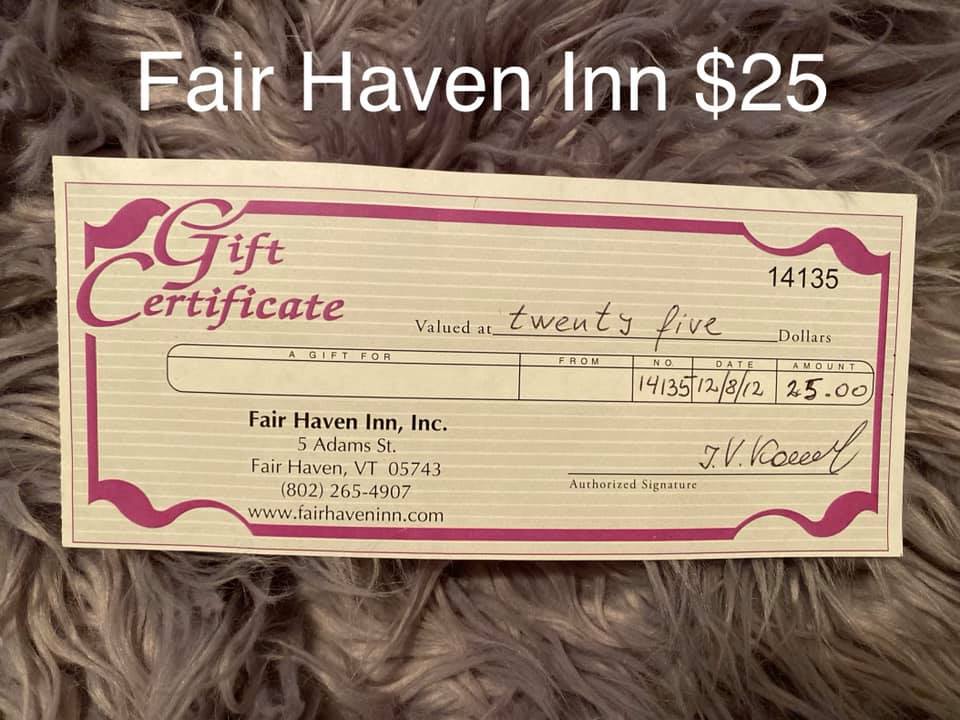 Fair Haven Inn $25
Gift
Certificate
14135
Valued at twenty five Dollars
A GIFT FOR FROM NO. DATE AMOUNT
14135 12/8/12 25.00
Fair Haven Inn, Inc.
5 Adams St.
Fair Haven, VT 05743
(802) 265-4907
www.fairhaveninn.com
Authorized Signature